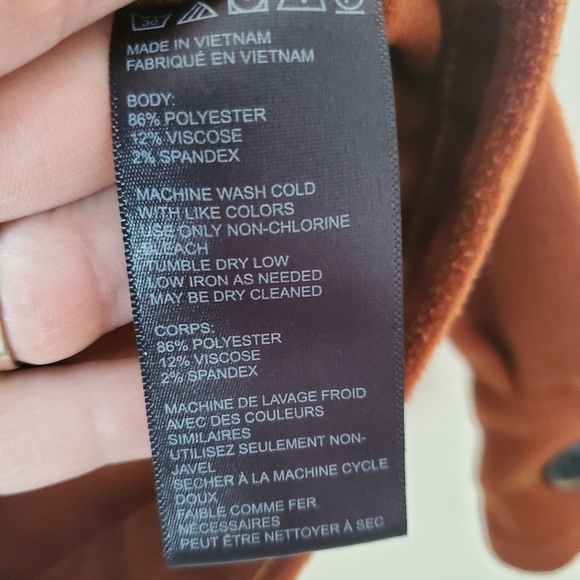 30
MADE IN VIETNAM
FABRIQUÉ EN VIETNAM
BODY:
86% POLYESTER
12% VISCOSE
2% SPANDEX
MACHINE WASH COLD
WITH LIKE COLORS
USE ONLY NON-CHLORINE
BLEACH
TUMBLE DRY LOW
LOW IRON AS NEEDED
MAY BE DRY CLEANED
CORPS:
86% POLYESTER
12% VISCOSE
2% SPANDEX
MACHINE DE LAVAGE FROID
AVEC DES COULEURS
SIMILAIRES
UTILISEZ SEULEMENT NON-
JAVEL
SECHER À LA MACHINE CYCLE
DOUX
FAIBLE COMME FER
NECESSAIRES
PEUT ÊTRE NETTOYER À SEC